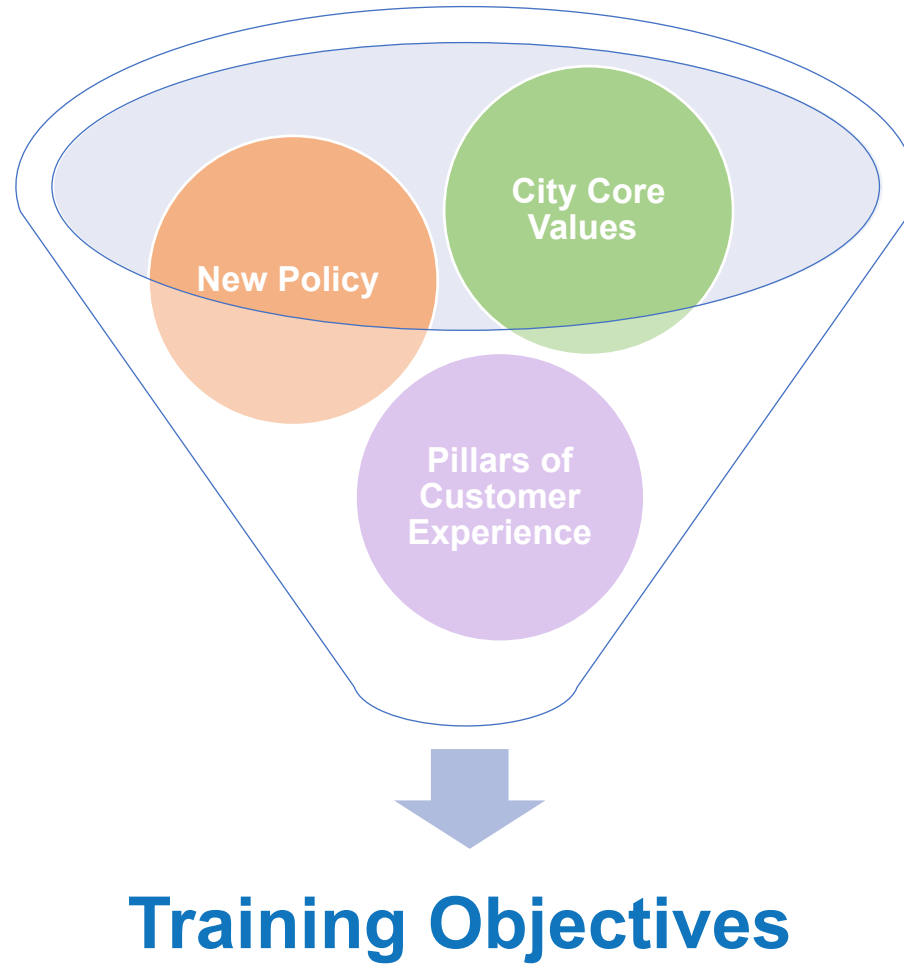 City Core
Values
New Policy
Pillars of
Customer
Experience
Training Objectives